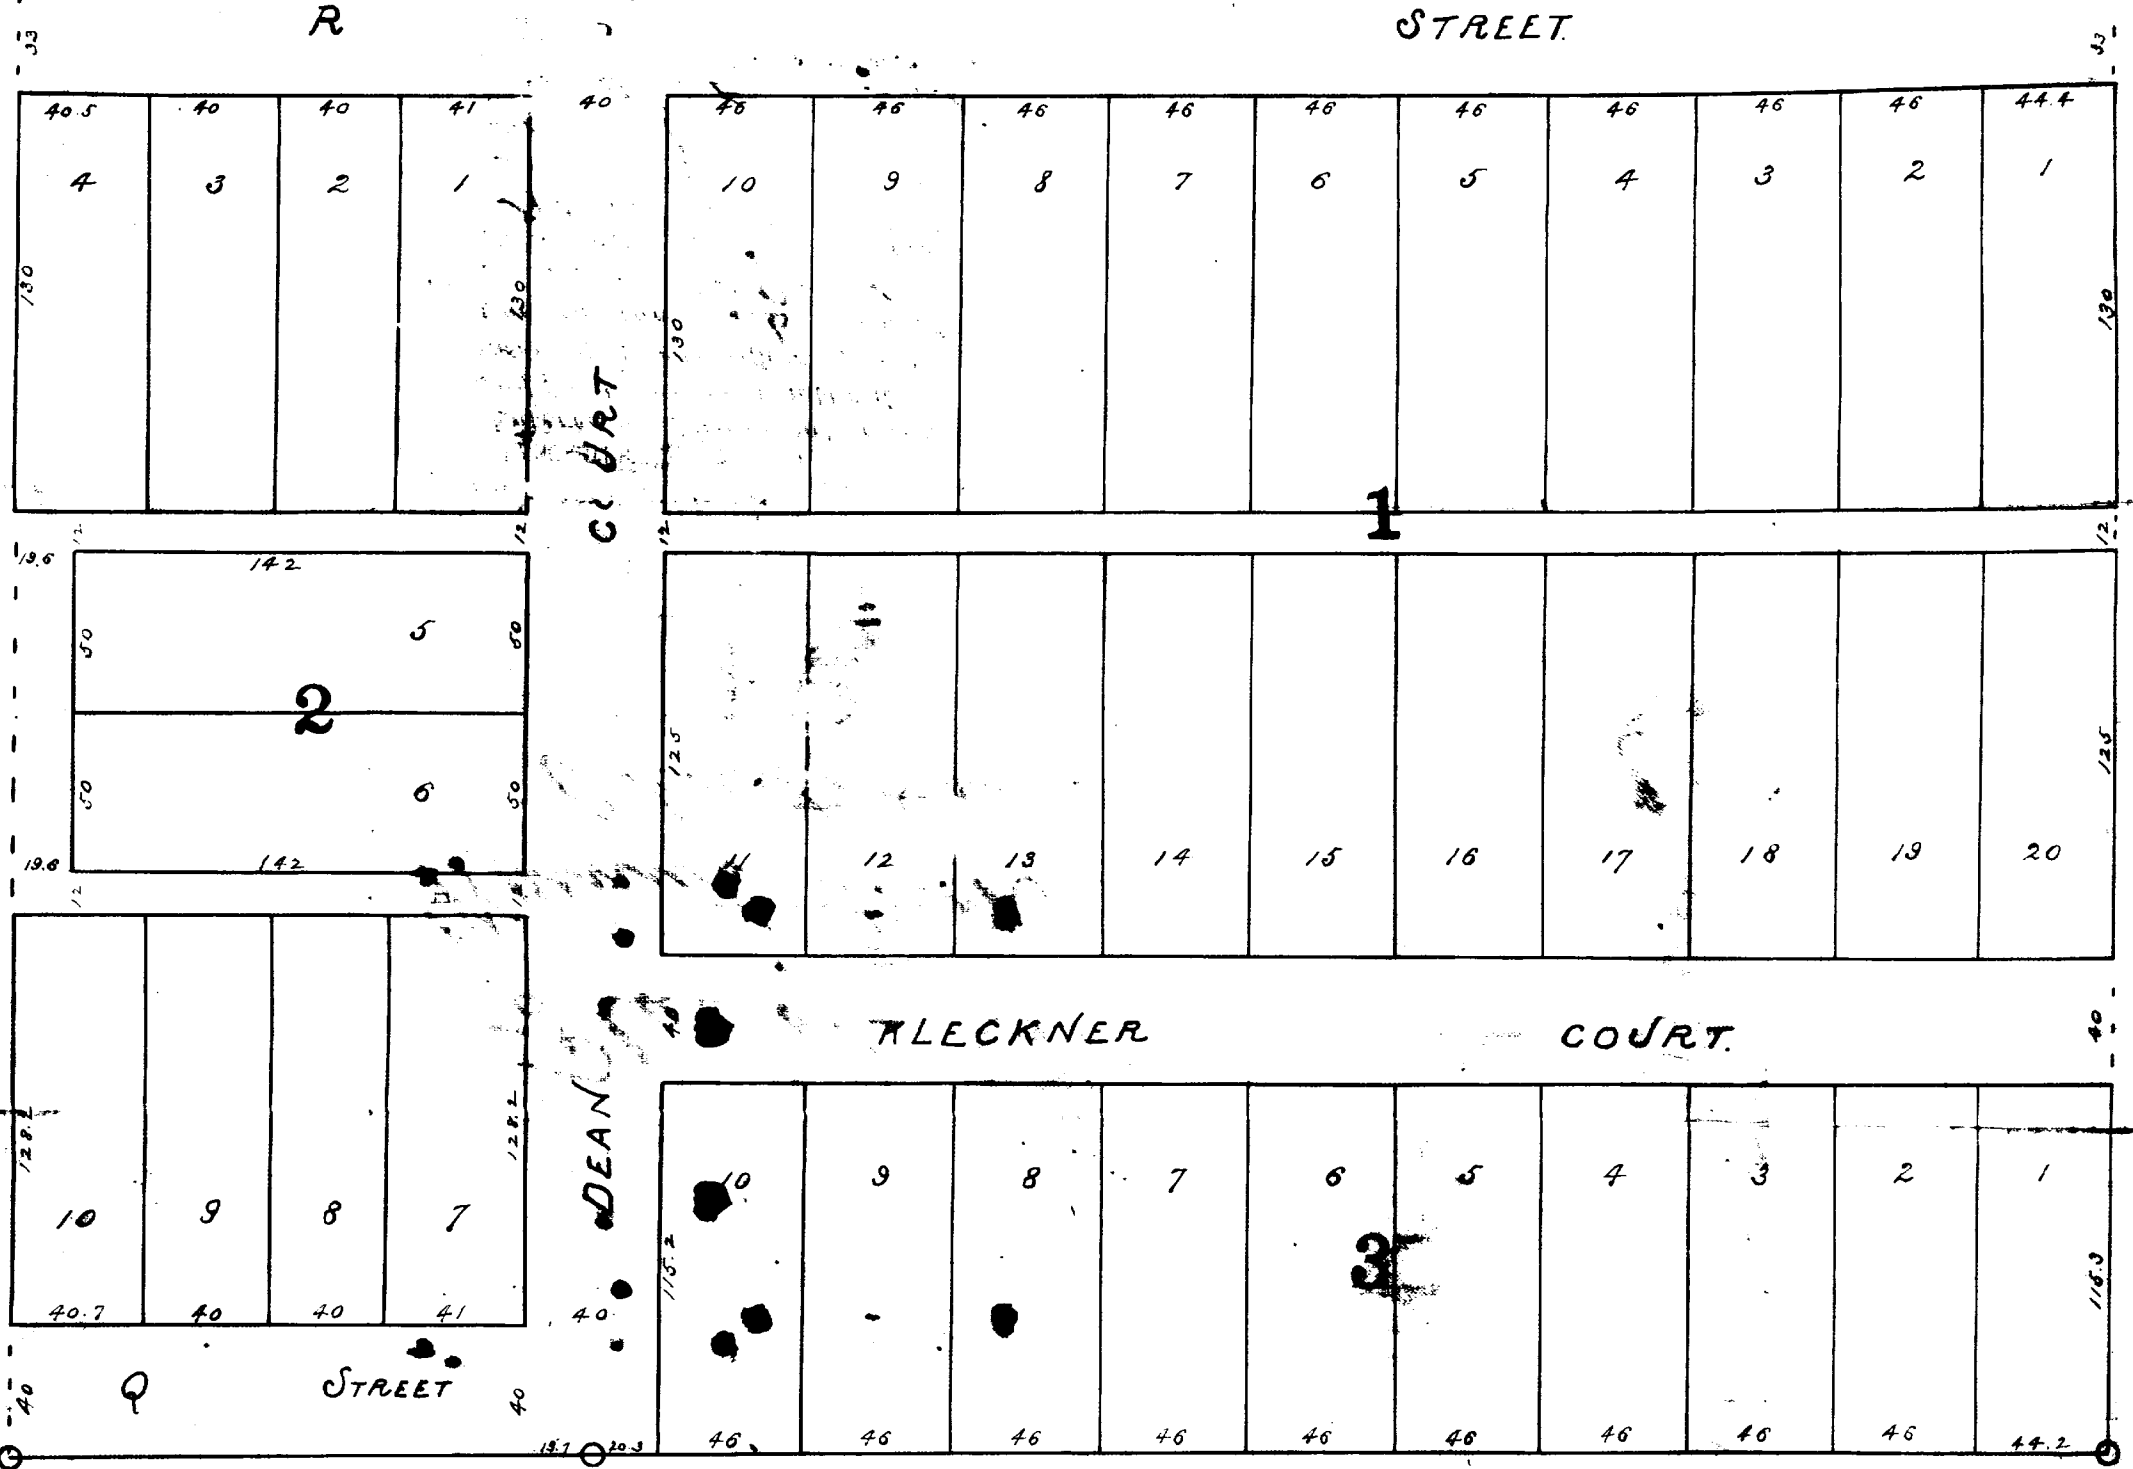 R STREET.
33 33
40.5 40 40 41 40 46 46 46 46 46 46 46 46 46 44.4
4 3 2 1 10 9 8 7 6 5 4 3 2 1
130 130 130 130
1
12 12 12 12
19.6 142
50 5 50
2
50 6 50
19.6 142
12 12
125 125
11 12 13 14 15 16 17 18 19 20
DEAN COURT
40 KLECKNER COURT. 40
128.2 128.2
10 9 8 7
40.7 40 40 41 40
10 9 8 7 6 5 4 3 2 1
115.2 3
Q STREET
40 40
19.7 20.3 46 46 46 46 46 46 46 46 46 44.2